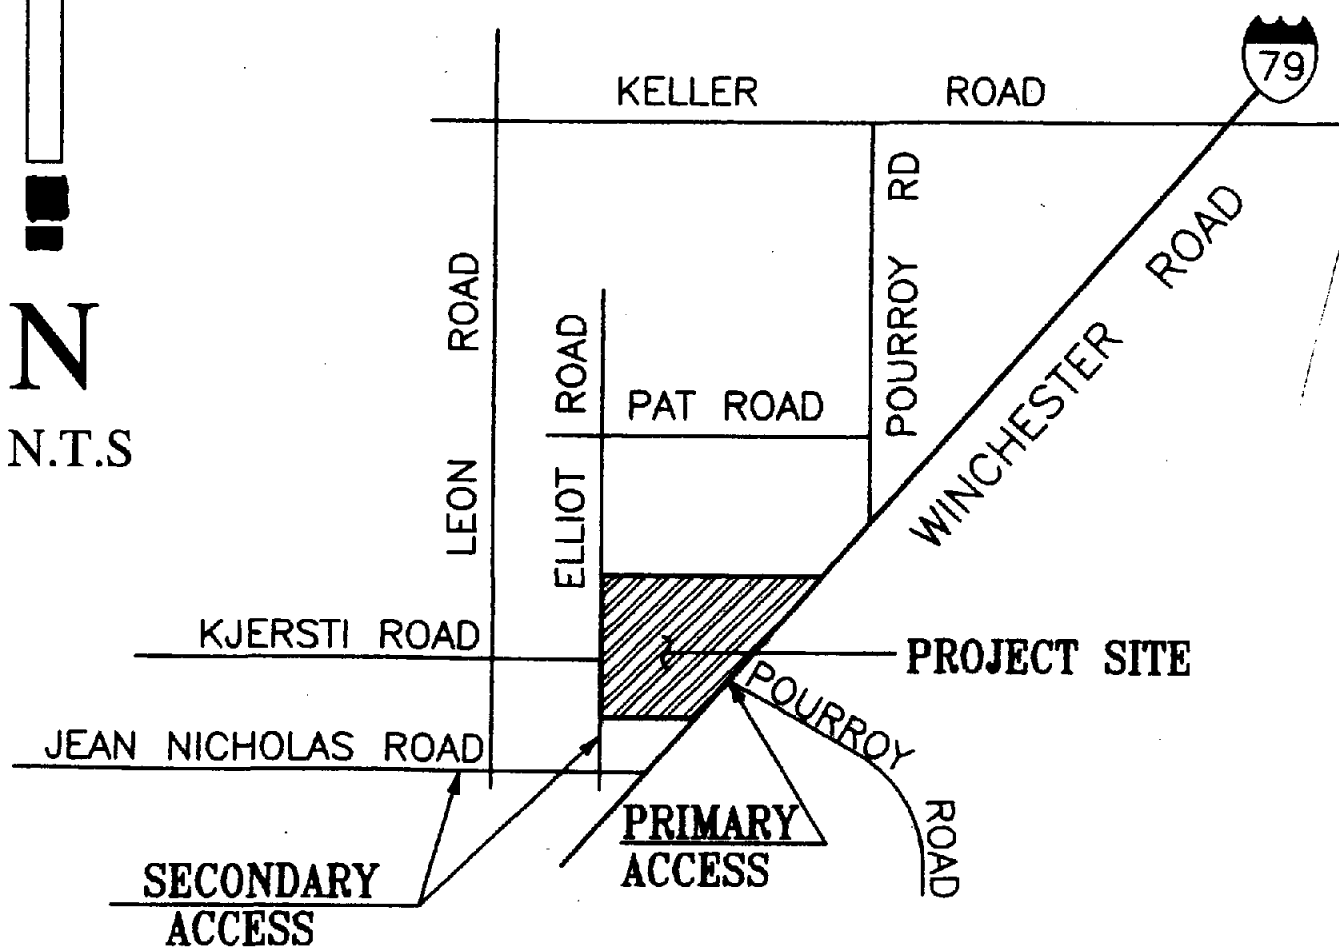 79
KELLER ROAD
POURROY RD
WINCHESTER ROAD
LEON ROAD
ELLIOT ROAD
PAT ROAD
N
N.T.S
KJERSTI ROAD
PROJECT SITE
POURROY ROAD
JEAN NICHOLAS ROAD
PRIMARY
ACCESS
SECONDARY
ACCESS